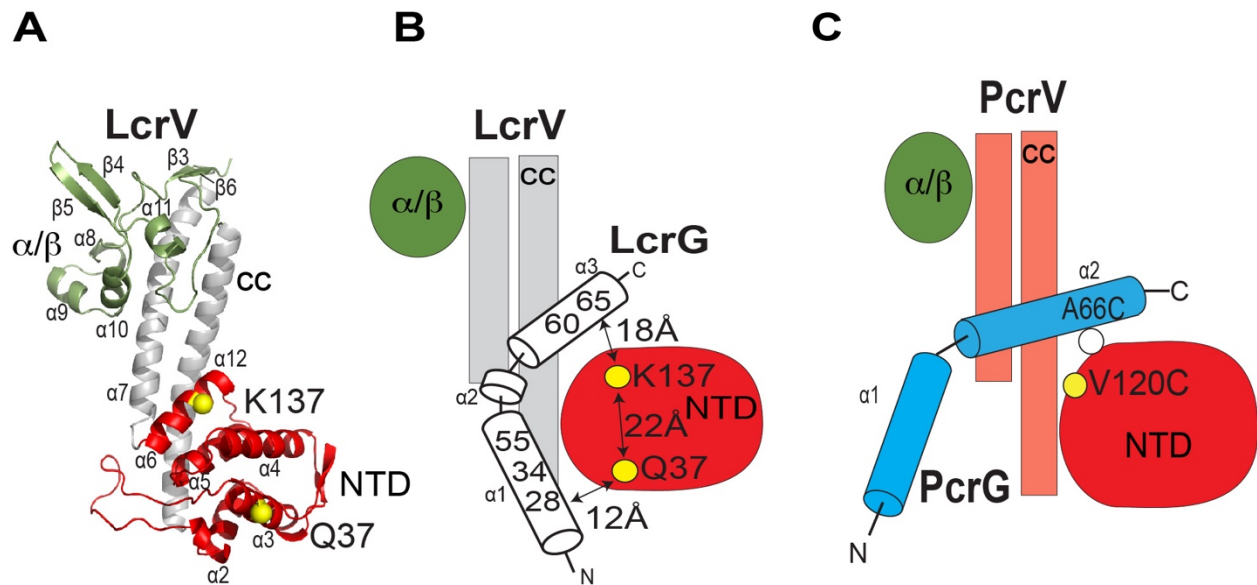 A
LcrV
β4
β3
β6
β5
α11
α/β
α8
cc
α9
α10
α12
α7
K137
α6
α4
α5
NTD
Q37
α3
α2
B
LcrV
cc
α/β
LcrG
α3
C
65
60
18Å
K137
α2
NTD
22Å
55
34
Q37
α1
28
12Å
N
C
PcrV
cc
α/β
α2
A66C
C
α1
V120C
NTD
PcrG
N